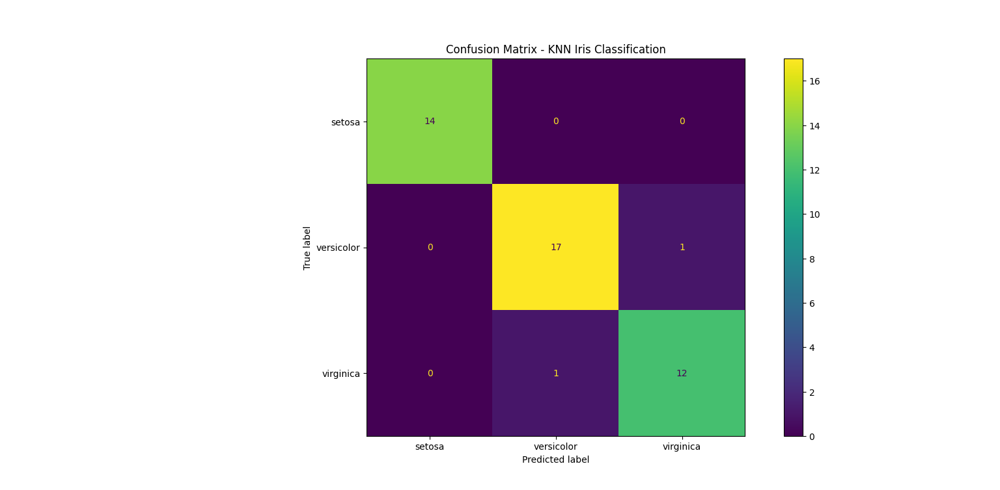 Confusion Matrix - KNN Iris Classification
setosa
14
0
0
True label
versicolor
0
17
1
virginica
0
1
12
setosa
versicolor
virginica
Predicted label
16
14
12
10
8
6
4
2
0